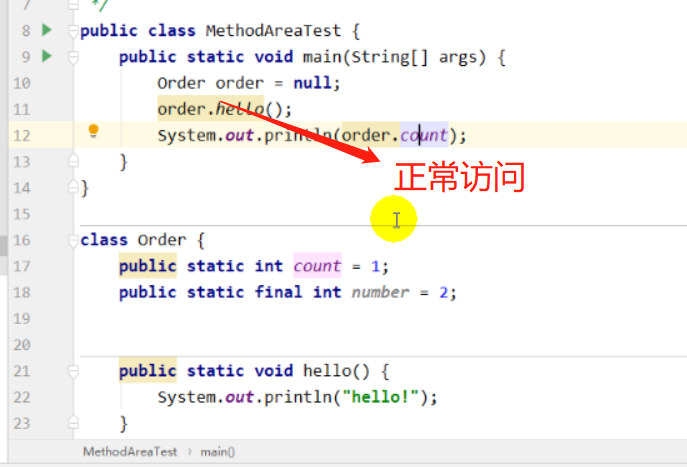 7 */
8 public class MethodAreaTest {
9 public static void main(String[] args) {
10 Order order = null;
11 order.hello();
12 System.out.println(order.count);
13 }
14 }
正常访问
15
16 class Order {
17 public static int count = 1;
18 public static final int number = 2;
19
20
21 public static void hello() {
22 System.out.println("hello!");
23 }
MethodAreaTest › main()